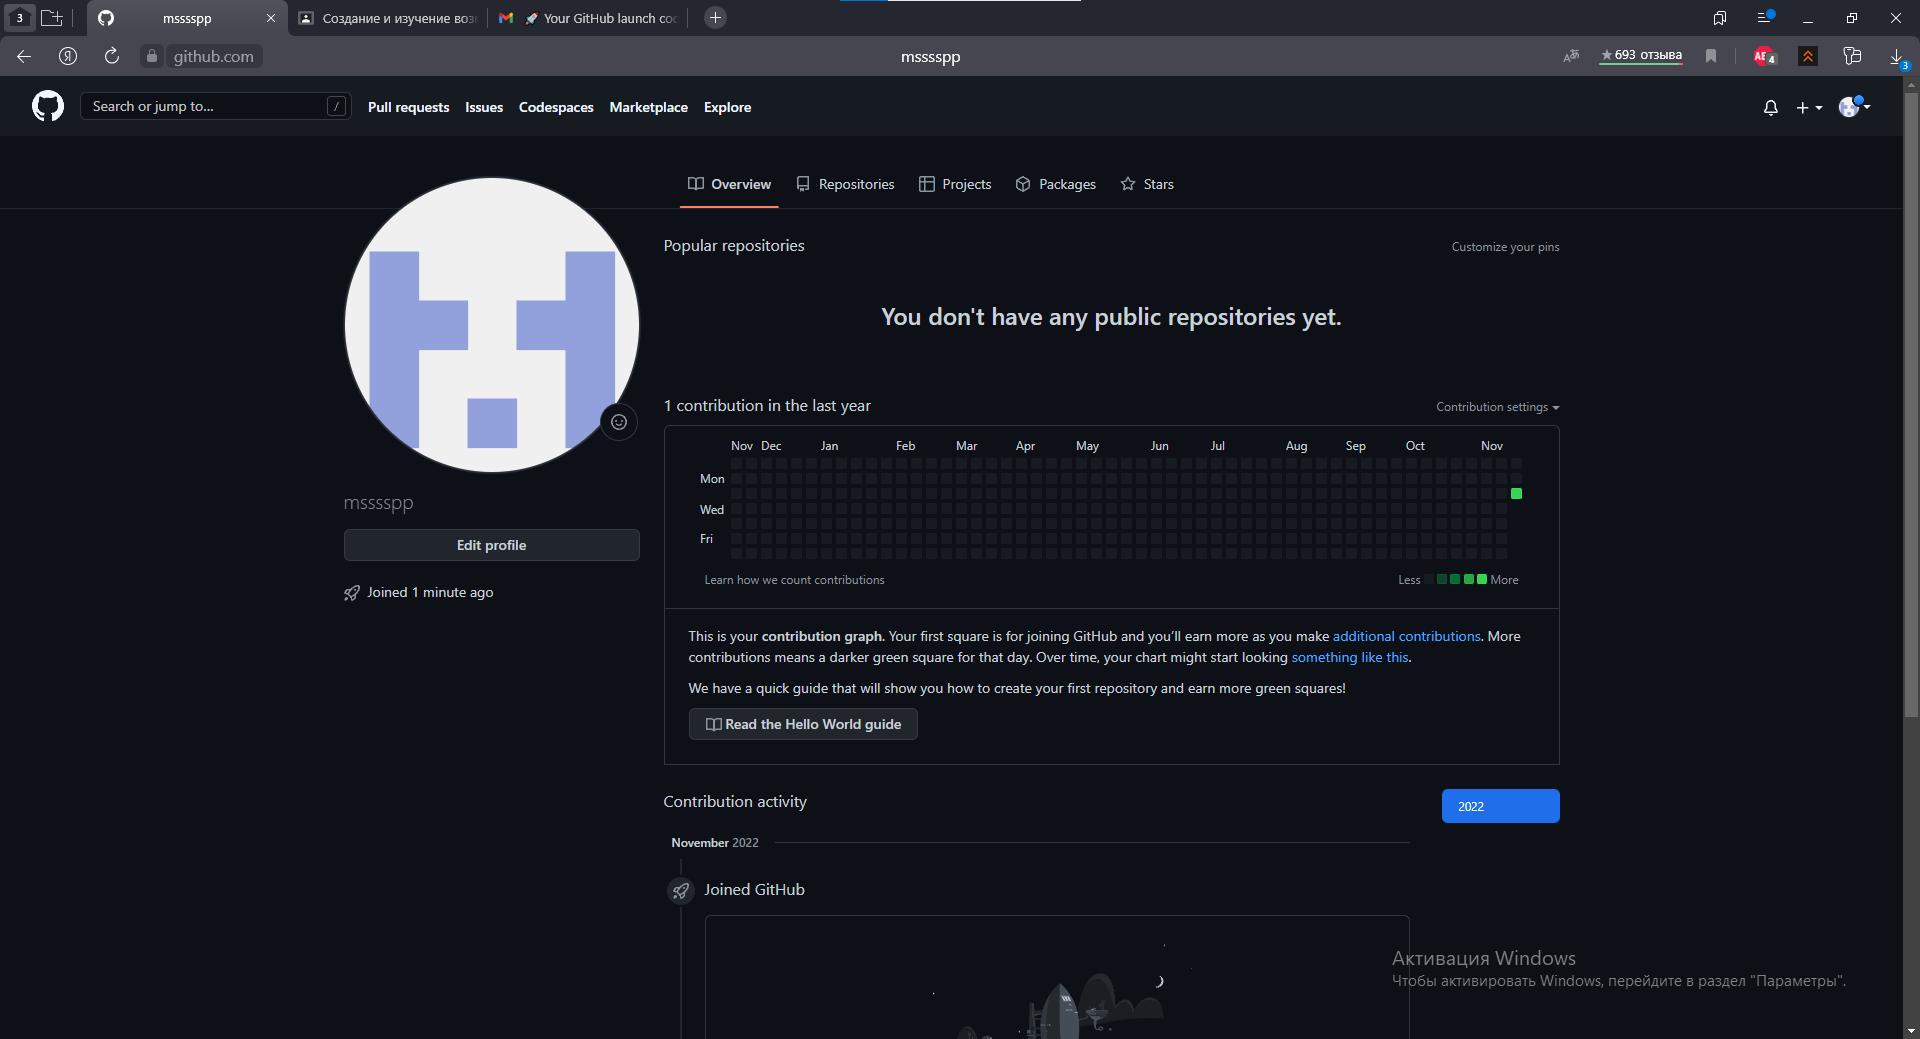 3
msssspp
Создание и изучение воз
🚀 Your GitHub launch coc
github.com
msssspp
★ 693 отзыва
4
3
Search or jump to...
/
Pull requests
Issues
Codespaces
Marketplace
Explore
Overview
Repositories
Projects
Packages
Stars
Popular repositories
Customize your pins
You don't have any public repositories yet.
1 contribution in the last year
Contribution settings
Nov Dec Jan Feb Mar Apr May Jun Jul Aug Sep Oct Nov
Mon
Wed
Fri
Learn how we count contributions
Less More
msssspp
Edit profile
Joined 1 minute ago
This is your contribution graph. Your first square is for joining GitHub and you’ll earn more as you make additional contributions. More
contributions means a darker green square for that day. Over time, your chart might start looking something like this.
We have a quick guide that will show you how to create your first repository and earn more green squares!
Read the Hello World guide
Contribution activity
2022
November 2022
Joined GitHub
Активация Windows
Чтобы активировать Windows, перейдите в раздел "Параметры".